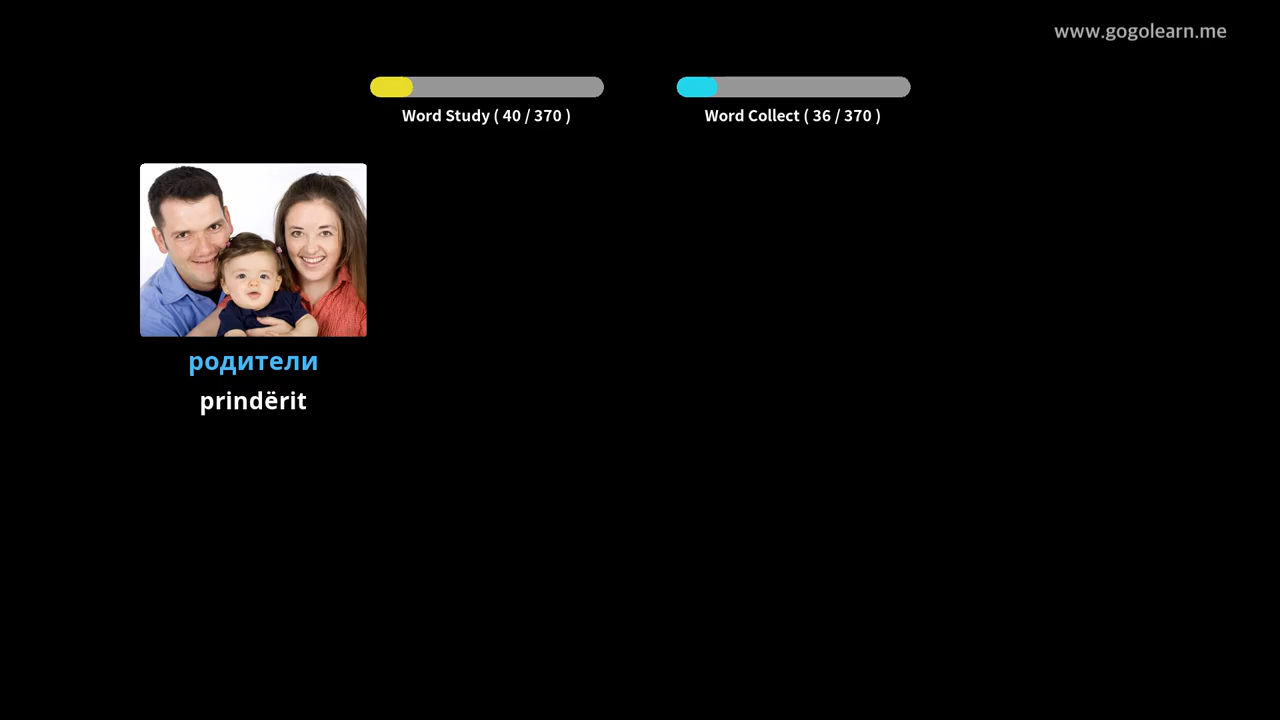 www.gogolearn.me
Word Study ( 40 / 370 )
Word Collect ( 36 / 370 )
родители
prindërit